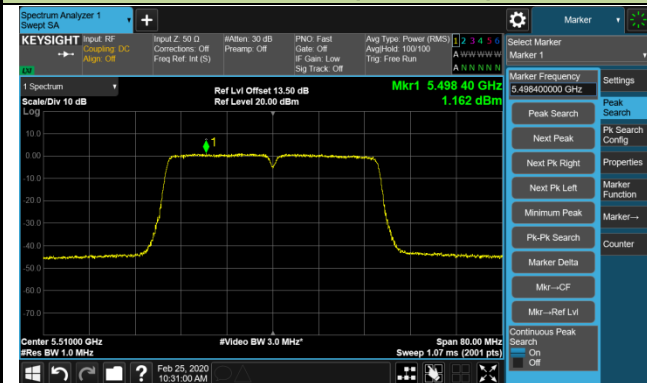 Spectrum Analyzer 1
Swept SA
Marker
KEYSIGHT
Input: RF
Coupling: DC
Align: Off
Input Z: 50 Ω
Corrections: Off
Freq Ref: Int (S)
#Atten: 30 dB
Preamp: Off
PNO: Fast
Gate: Off
IF Gain: Low
Sig Track: Off
Avg Type: Power (RMS)
Avg|Hold: 100/100
Trig: Free Run
1 2 3 4 5 6
A W W W W W
A N N N N N
LVI
Select Marker
Marker 1
1 Spectrum
Scale/Div 10 dB
Log
Ref Lvl Offset 13.50 dB
Ref Level 20.00 dBm
Mkr1 5.498 40 GHz
1.162 dBm
10.0
0.00
-10.0
-20.0
-30.0
-40.0
-50.0
-60.0
-70.0
1
Center 5.51000 GHz
#Res BW 1.0 MHz
#Video BW 3.0 MHz*
Span 80.00 MHz
Sweep 1.07 ms (2001 pts)
Marker Frequency
5.498400000 GHz
Peak Search
Next Peak
Next Pk Right
Next Pk Left
Minimum Peak
Pk-Pk Search
Marker Delta
Mkr→CF
Mkr→Ref Lvl
Continuous Peak
Search
On
Off
Settings
Peak
Search
Pk Search
Config
Properties
Marker
Function
Marker→
Counter
?
Feb 25, 2020
10:31:00 AM